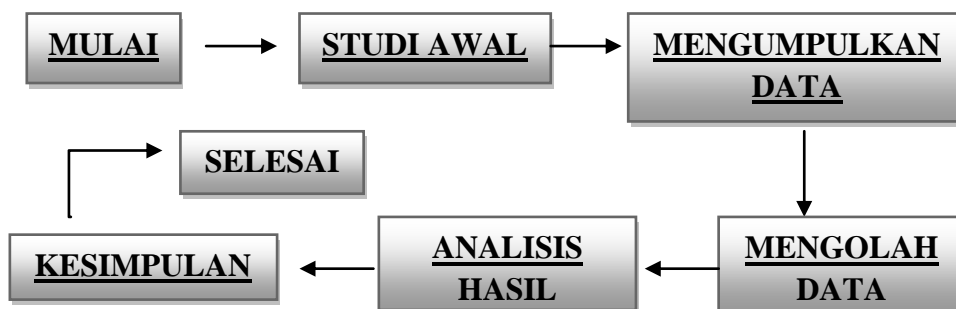 MULAI
STUDI AWAL
MENGUMPULKAN
DATA
MENGOLAH
DATA
ANALISIS
HASIL
KESIMPULAN
SELESAI